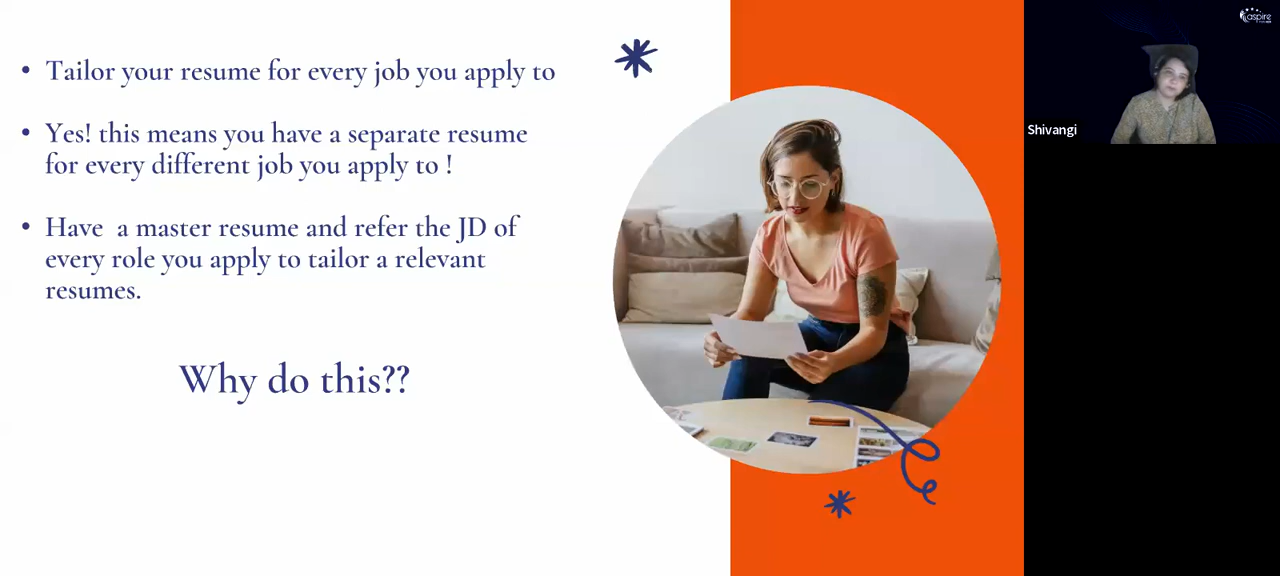 • Tailor your resume for every job you apply to
• Yes! this means you have a separate resume
for every different job you apply to !
• Have  a master resume and refer the JD of
every role you apply to tailor a relevant
resumes.
Why do this??
aspire
Shivangi